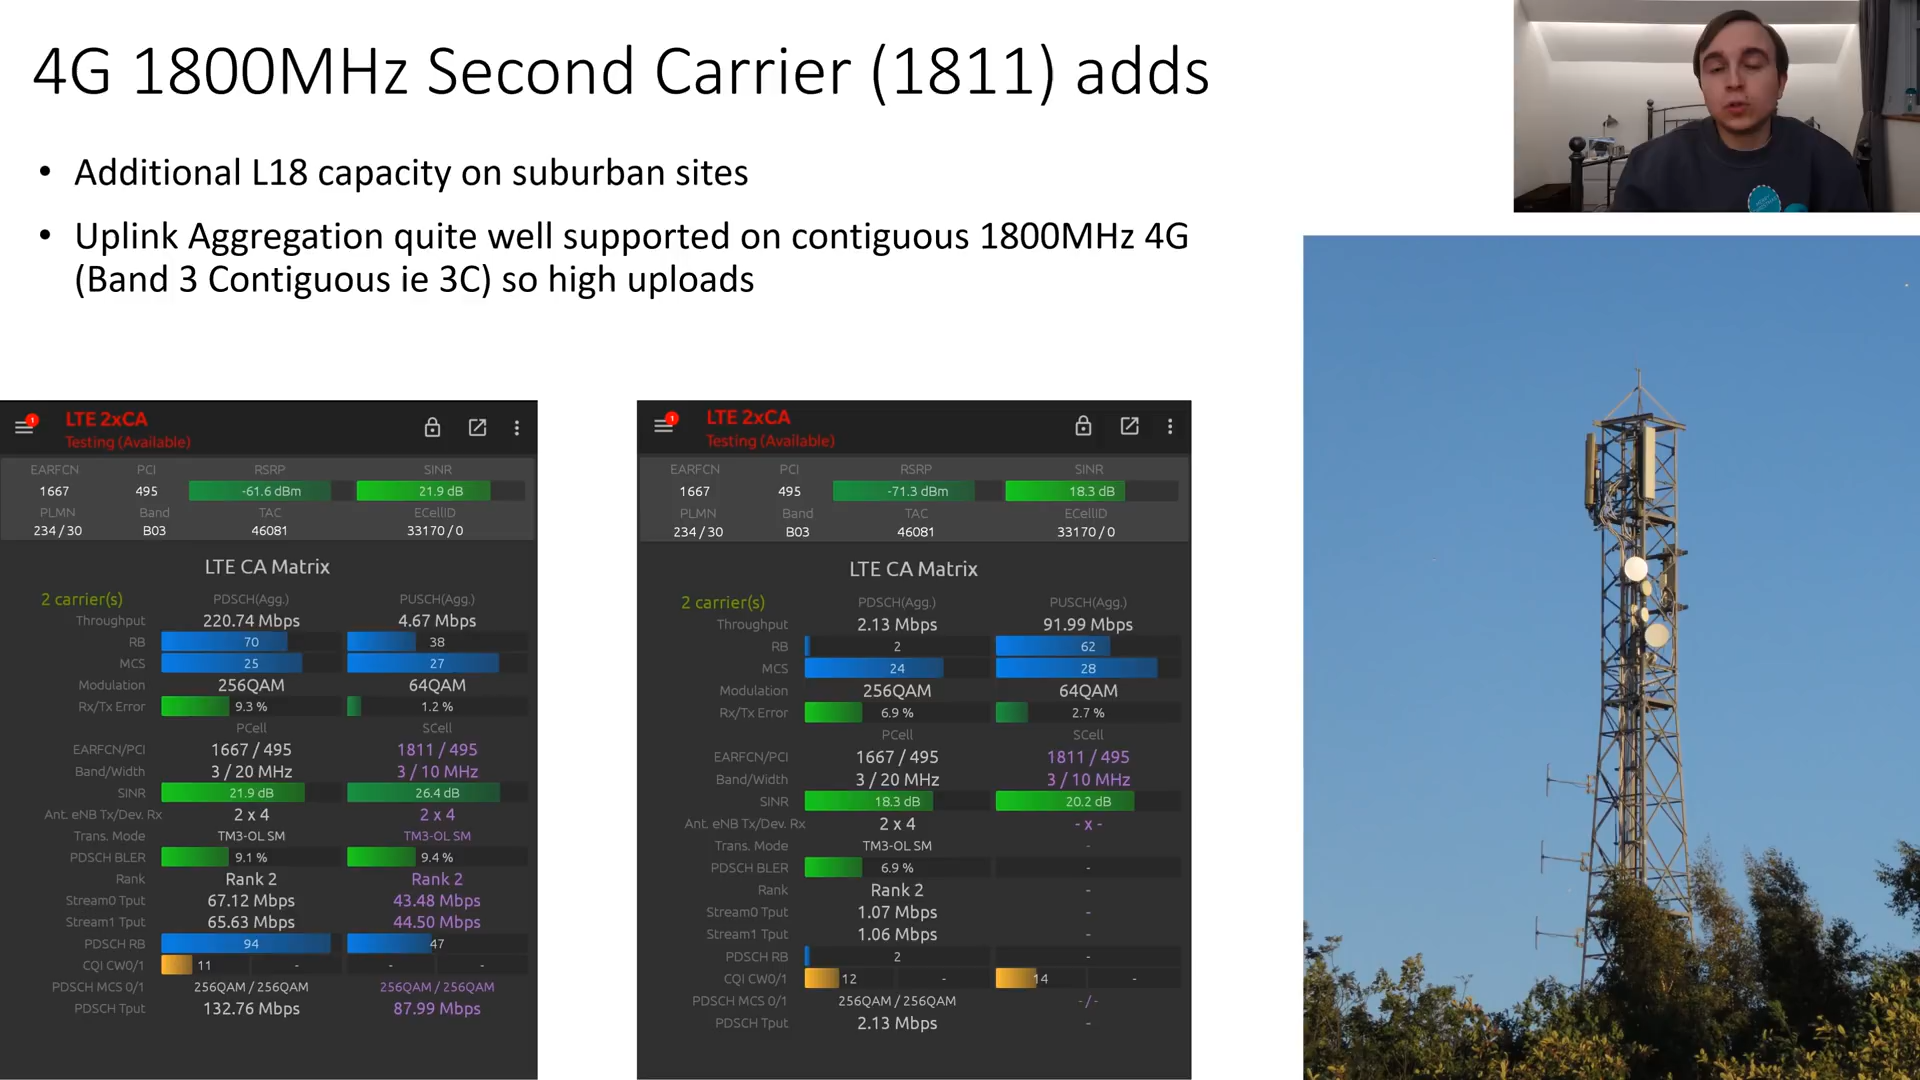 4G 1800MHz Second Carrier (1811) adds
• Additional L18 capacity on suburban sites
• Uplink Aggregation quite well supported on contiguous 1800MHz 4G
(Band 3 Contiguous ie 3C) so high uploads
1 LTE 2xCA
Testing (Available)
EARFCN PCI RSRP SINR
1667 495 -61.6 dBm 21.9 dB
PLMN Band TAC ECellID
234 / 30 B03 46081 33170 / 0
LTE CA Matrix
2 carrier(s) PDSCH(Agg.) PUSCH(Agg.)
Throughput 220.74 Mbps 4.67 Mbps
RB 70 38
MCS 25 27
Modulation 256QAM 64QAM
Rx/Tx Error 9.3 % 1.2 %
PCell SCell
EARFCN/PCI 1667 / 495 1811 / 495
Band/Width 3 / 20 MHz 3 / 10 MHz
SINR 21.9 dB 26.4 dB
Ant. eNB Tx/Dev. Rx 2 x 4 2 x 4
Trans. Mode TM3-OL SM TM3-OL SM
PDSCH BLER 9.1 % 9.4 %
Rank Rank 2 Rank 2
Stream0 Tput 67.12 Mbps 43.48 Mbps
Stream1 Tput 65.63 Mbps 44.50 Mbps
PDSCH RB 94 47
CQI CW0/1 11 - - -
PDSCH MCS 0/1 256QAM / 256QAM 256QAM / 256QAM
PDSCH Tput 132.76 Mbps 87.99 Mbps
1 LTE 2xCA
Testing (Available)
EARFCN PCI RSRP SINR
1667 495 -71.3 dBm 18.3 dB
PLMN Band TAC ECellID
234 / 30 B03 46081 33170 / 0
LTE CA Matrix
2 carrier(s) PDSCH(Agg.) PUSCH(Agg.)
Throughput 2.13 Mbps 91.99 Mbps
RB 2 62
MCS 24 28
Modulation 256QAM 64QAM
Rx/Tx Error 6.9 % 2.7 %
PCell SCell
EARFCN/PCI 1667 / 495 1811 / 495
Band/Width 3 / 20 MHz 3 / 10 MHz
SINR 18.3 dB 20.2 dB
Ant. eNB Tx/Dev. Rx 2 x 4 - x -
Trans. Mode TM3-OL SM -
PDSCH BLER 6.9 % -
Rank Rank 2 -
Stream0 Tput 1.07 Mbps -
Stream1 Tput 1.06 Mbps -
PDSCH RB 2 -
CQI CW0/1 12 - 14 -
PDSCH MCS 0/1 256QAM / 256QAM - / -
PDSCH Tput 2.13 Mbps -